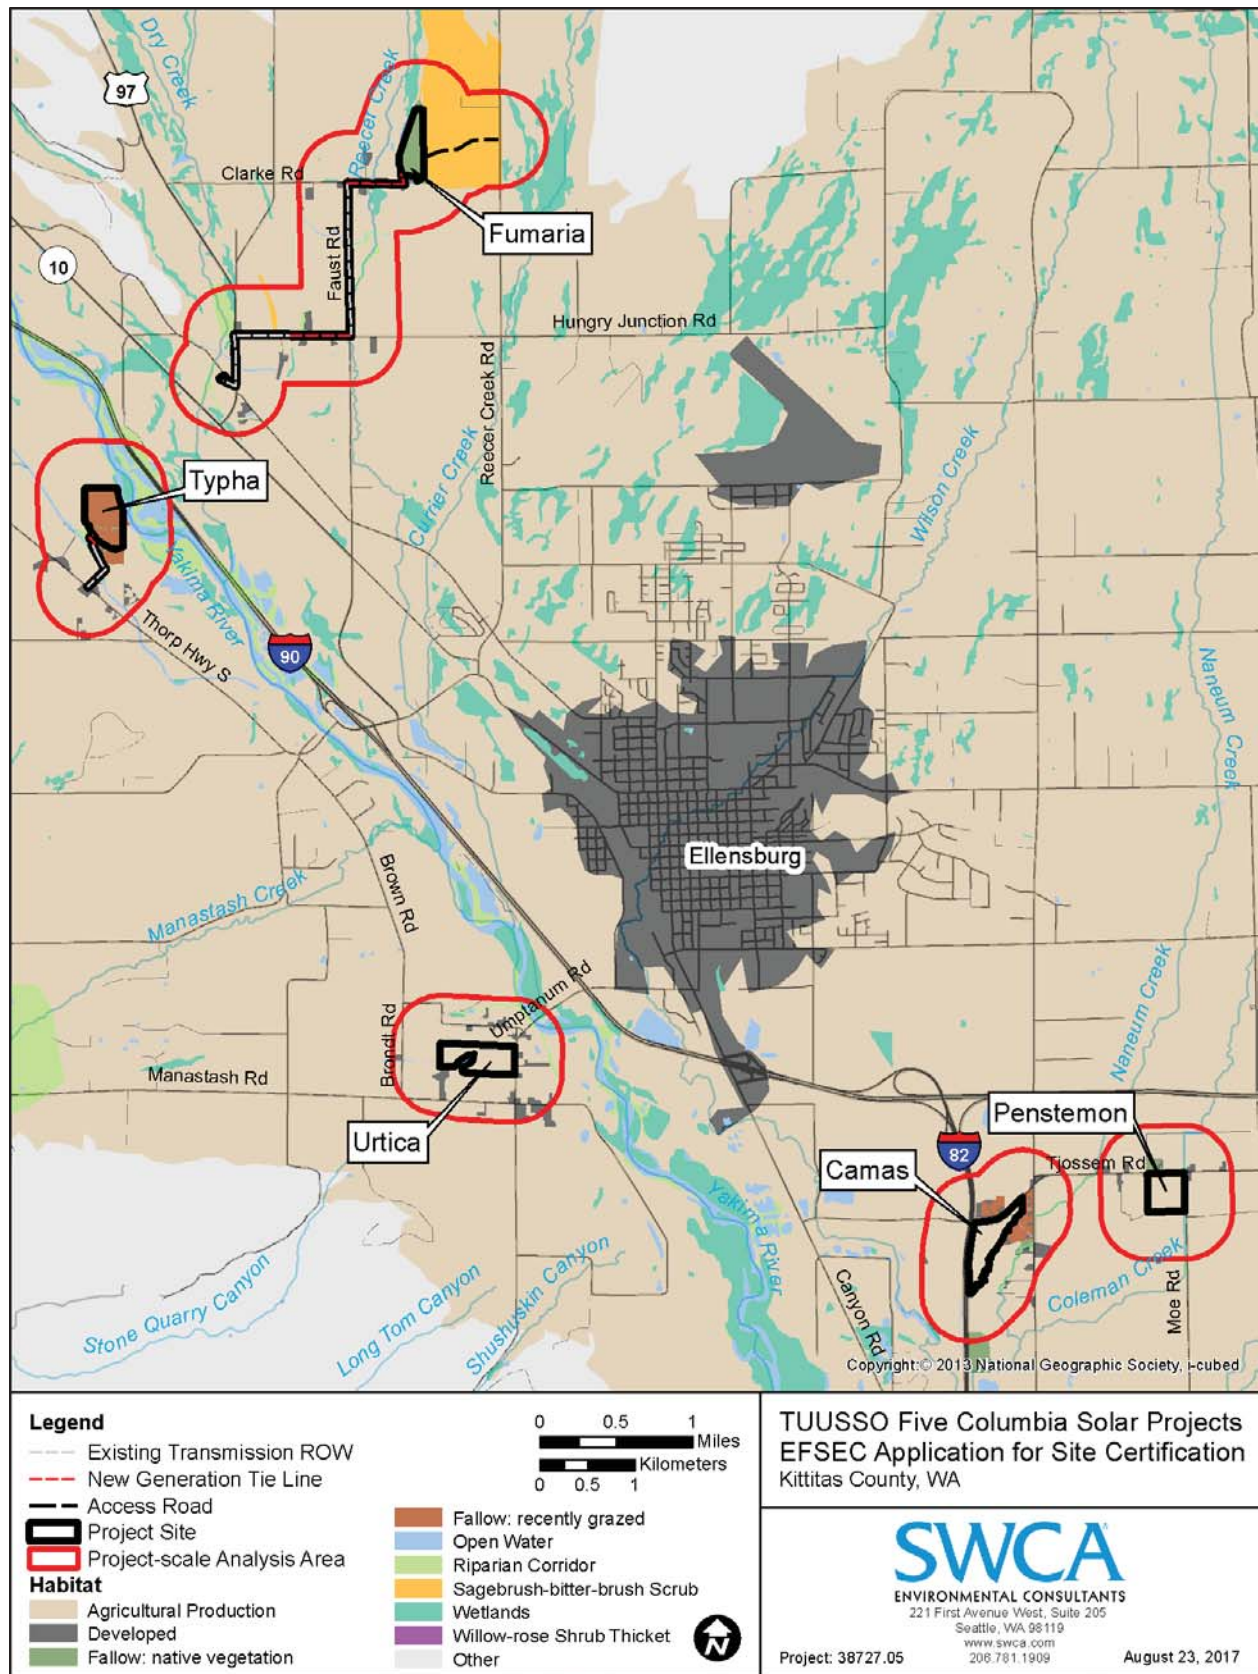 Dry Creek
97
Reecer Creek
Clarke Rd
Fumaria
10
Faust Rd
Hungry Junction Rd
Reecer Creek Rd
Currier Creek
Wilson Creek
Typha
Yakima River
Thorp Hwy S
90
Naneum Creek
Ellensburg
Brown Rd
Manastash Creek
Umptanum Rd
Brondt Rd
Manastash Rd
Urtica
Naneum Creek
Penstemon
82
Tjossem Rd
Camas
Yakima River
Canyon Rd
Coleman Creek
Moe Rd
Stone Quarry Canyon
Long Tom Canyon
Shushuskin Canyon
Copyright:© 2013 National Geographic Society, i-cubed
Legend
Existing Transmission ROW
New Generation Tie Line
Access Road
Project Site
Project-scale Analysis Area
Habitat
Agricultural Production
Developed
Fallow: native vegetation
0 0.5 1
Miles
Kilometers
0 0.5 1
Fallow: recently grazed
Open Water
Riparian Corridor
Sagebrush-bitter-brush Scrub
Wetlands
Willow-rose Shrub Thicket
Other
N
TUUSSO Five Columbia Solar Projects
EFSEC Application for Site Certification
Kittitas County, WA
SWCA
ENVIRONMENTAL CONSULTANTS
221 First Avenue West, Suite 205
Seattle, WA 98119
www.swca.com
206.781.1909
Project: 38727.05
August 23, 2017